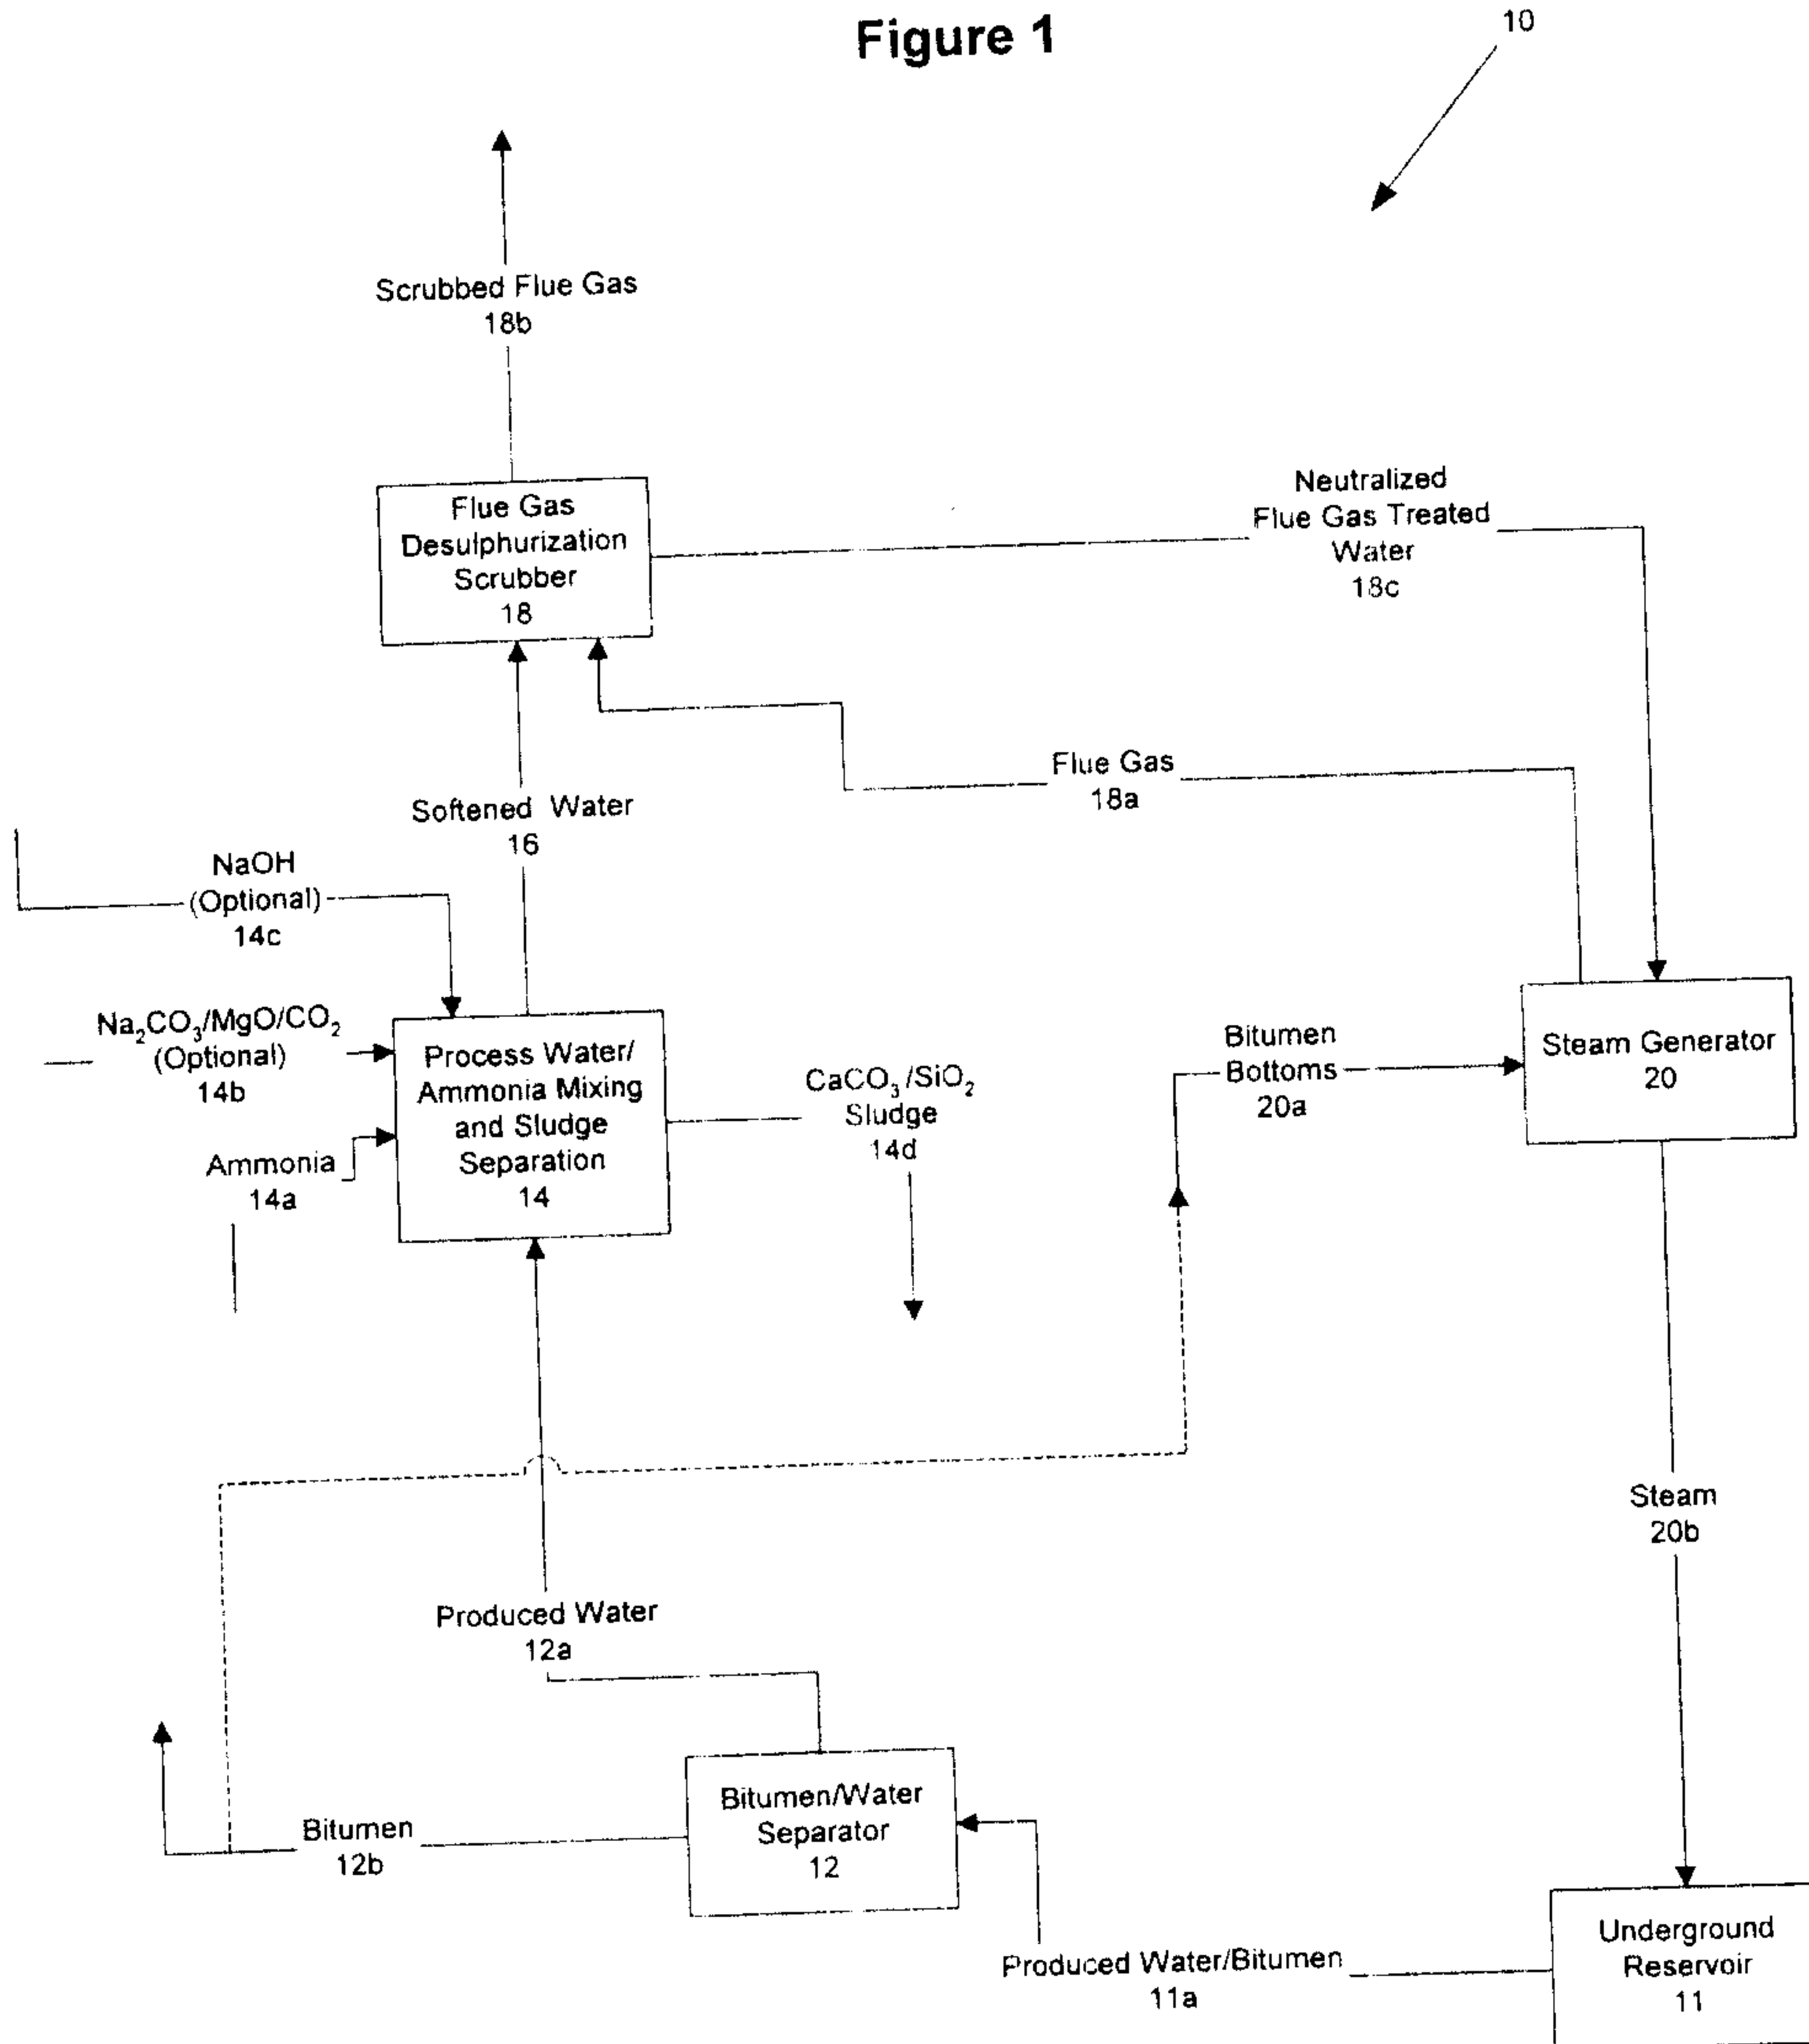 Figure 1
10
Scrubbed Flue Gas
18b
Flue Gas
Desulphurization
Scrubber
18
Neutralized
Flue Gas Treated
Water
18c
Flue Gas
18a
Softened Water
16
NaOH
(Optional)
14c
Na₂CO₃/MgO/CO₂
(Optional)
14b
Ammonia
14a
Process Water/
Ammonia Mixing
and Sludge
Separation
14
CaCO₃/SiO₂
Sludge
14d
Bitumen
Bottoms
20a
Steam Generator
20
Steam
20b
Produced Water
12a
Bitumen
12b
Bitumen/Water
Separator
12
Produced Water/Bitumen
11a
Underground
Reservoir
11